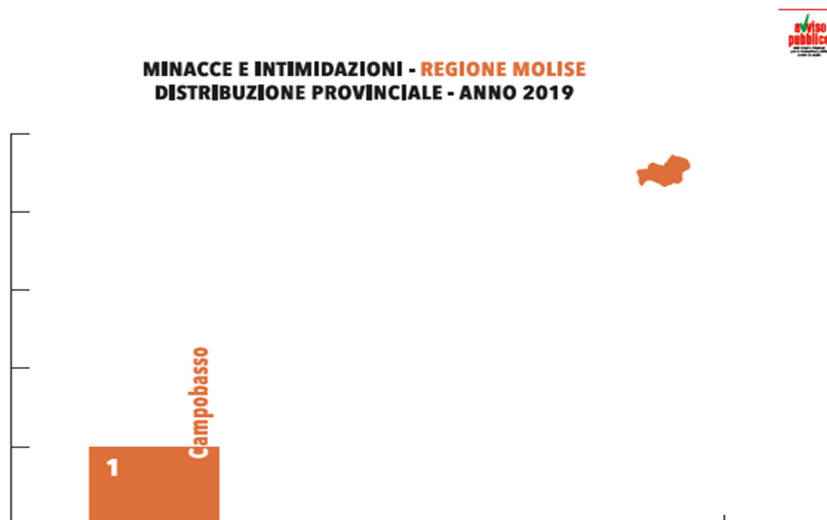 avviso
pubblico
MINACCE E INTIMIDAZIONI - REGIONE MOLISE
DISTRIBUZIONE PROVINCIALE - ANNO 2019
Campobasso
1